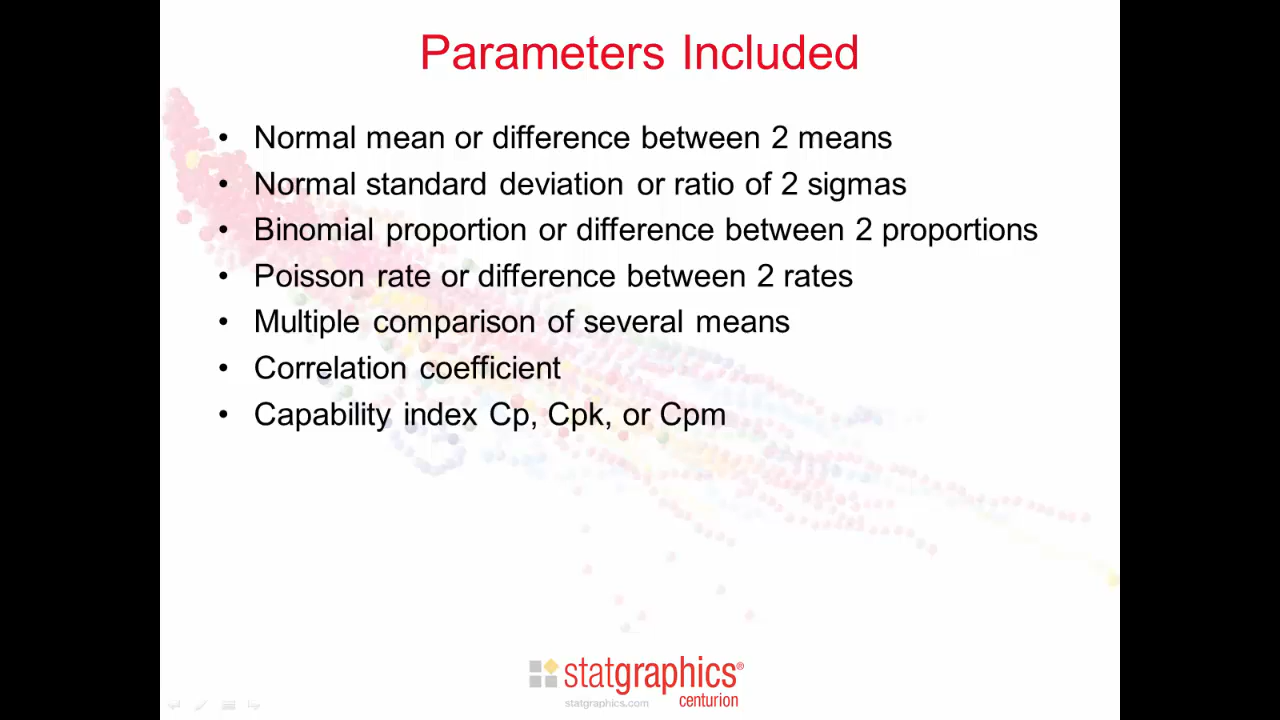 Parameters Included
• Normal mean or difference between 2 means
• Normal standard deviation or ratio of 2 sigmas
• Binomial proportion or difference between 2 proportions
• Poisson rate or difference between 2 rates
• Multiple comparison of several means
• Correlation coefficient
• Capability index Cp, Cpk, or Cpm
statgraphics®
centurion
statgraphics.com